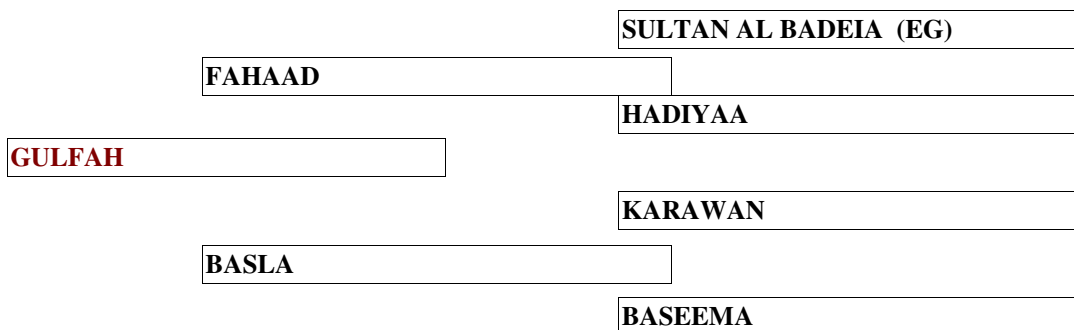 SULTAN AL BADEIA (EG)
FAHAAD
HADIYAA
GULFAH
KARAWAN
BASLA
BASEEMA